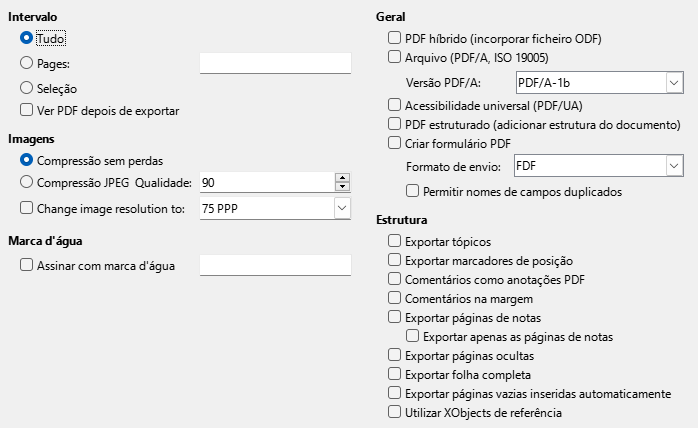 Intervalo
Tudo
Pages:
Seleção
Ver PDF depois de exportar
Imagens
Compressão sem perdas
Compressão JPEG Qualidade: 90
Change image resolution to: 75 PPP
Marca d'água
Assinar com marca d'água
Geral
PDF híbrido (incorporar ficheiro ODF)
Arquivo (PDF/A, ISO 19005)
Versão PDF/A: PDF/A-1b
Acessibilidade universal (PDF/UA)
PDF estruturado (adicionar estrutura do documento)
Criar formulário PDF
Formato de envio: FDF
Permitir nomes de campos duplicados
Estrutura
Exportar tópicos
Exportar marcadores de posição
Comentários como anotações PDF
Comentários na margem
Exportar páginas de notas
Exportar apenas as páginas de notas
Exportar páginas ocultas
Exportar folha completa
Exportar páginas vazias inseridas automaticamente
Utilizar XObjects de referência